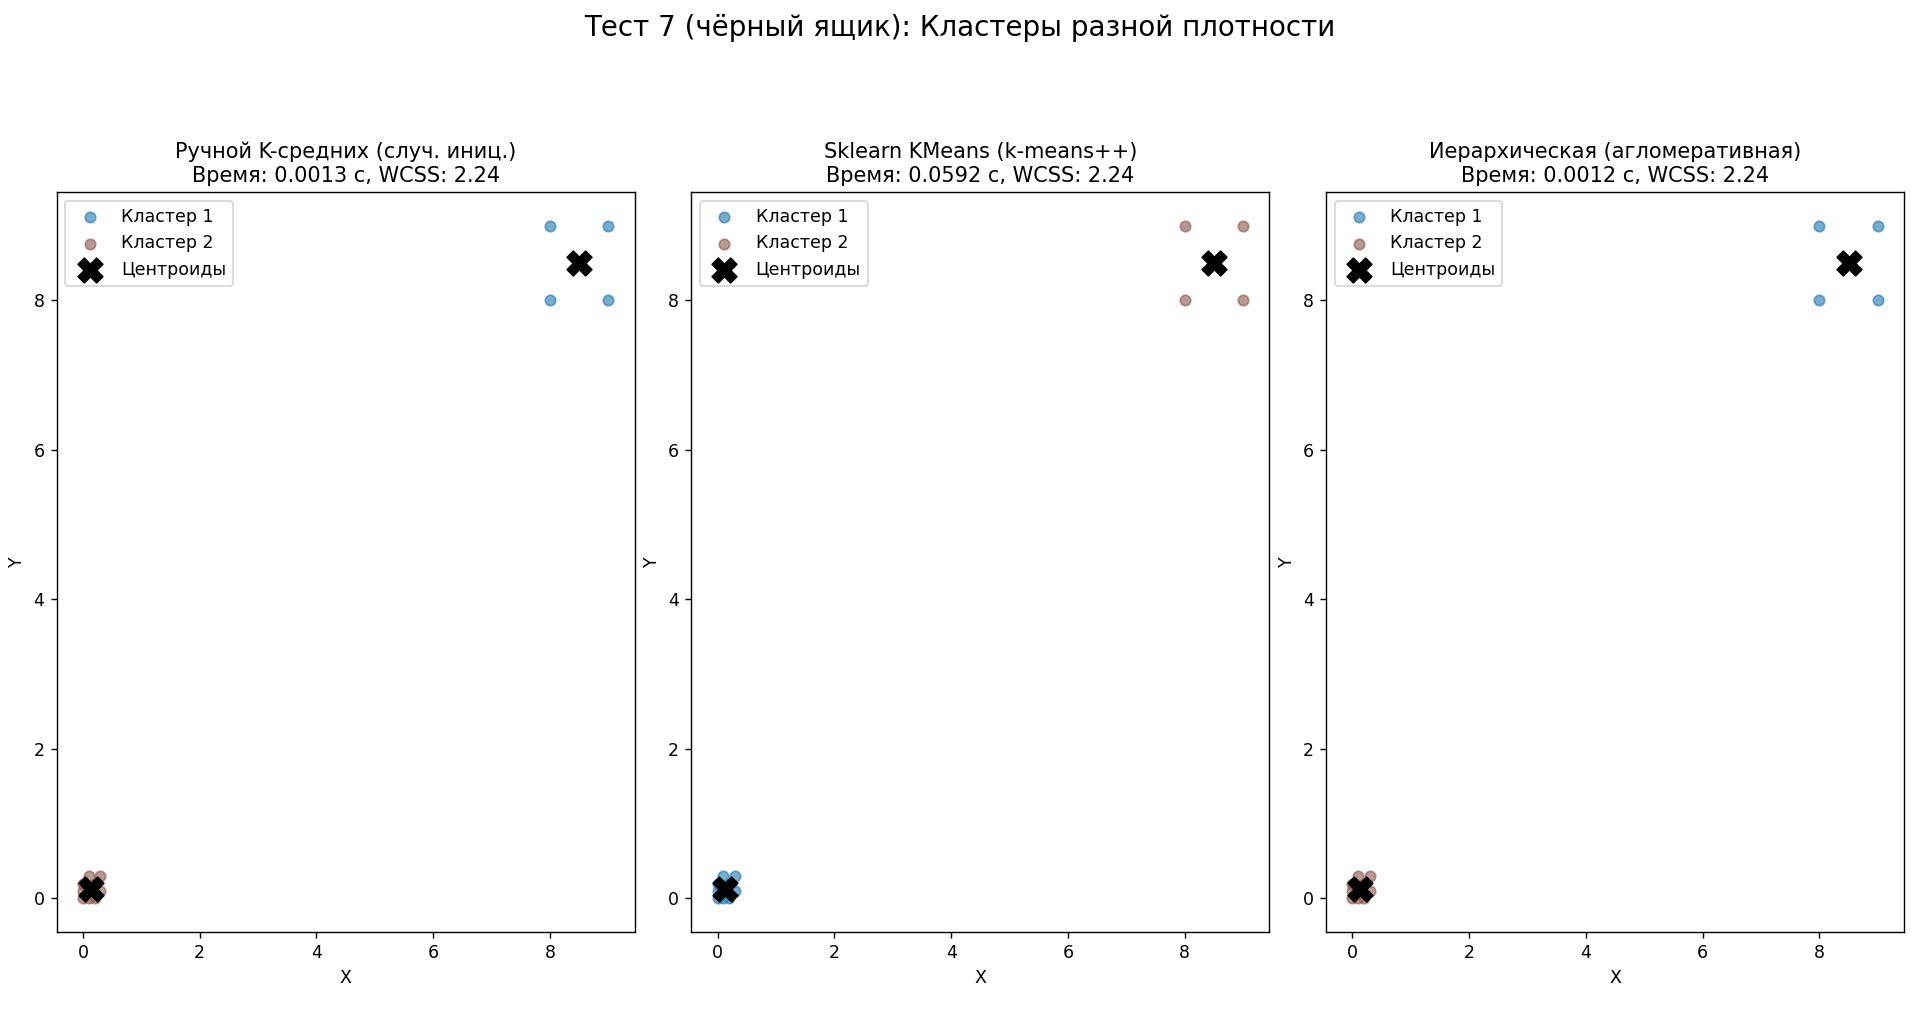 Тест 7 (чёрный ящик): Кластеры разной плотности
Ручной K-средних (случ. иниц.)
Время: 0.0013 с, WCSS: 2.24
Кластер 1
Кластер 2
Центроиды
8
6
4
2
0
Y
0 2 4 6 8
X
Sklearn KMeans (k-means++)
Время: 0.0592 с, WCSS: 2.24
Кластер 1
Кластер 2
Центроиды
8
6
4
2
0
Y
0 2 4 6 8
X
Иерархическая (агломеративная)
Время: 0.0012 с, WCSS: 2.24
Кластер 1
Кластер 2
Центроиды
8
6
4
2
0
Y
0 2 4 6 8
X